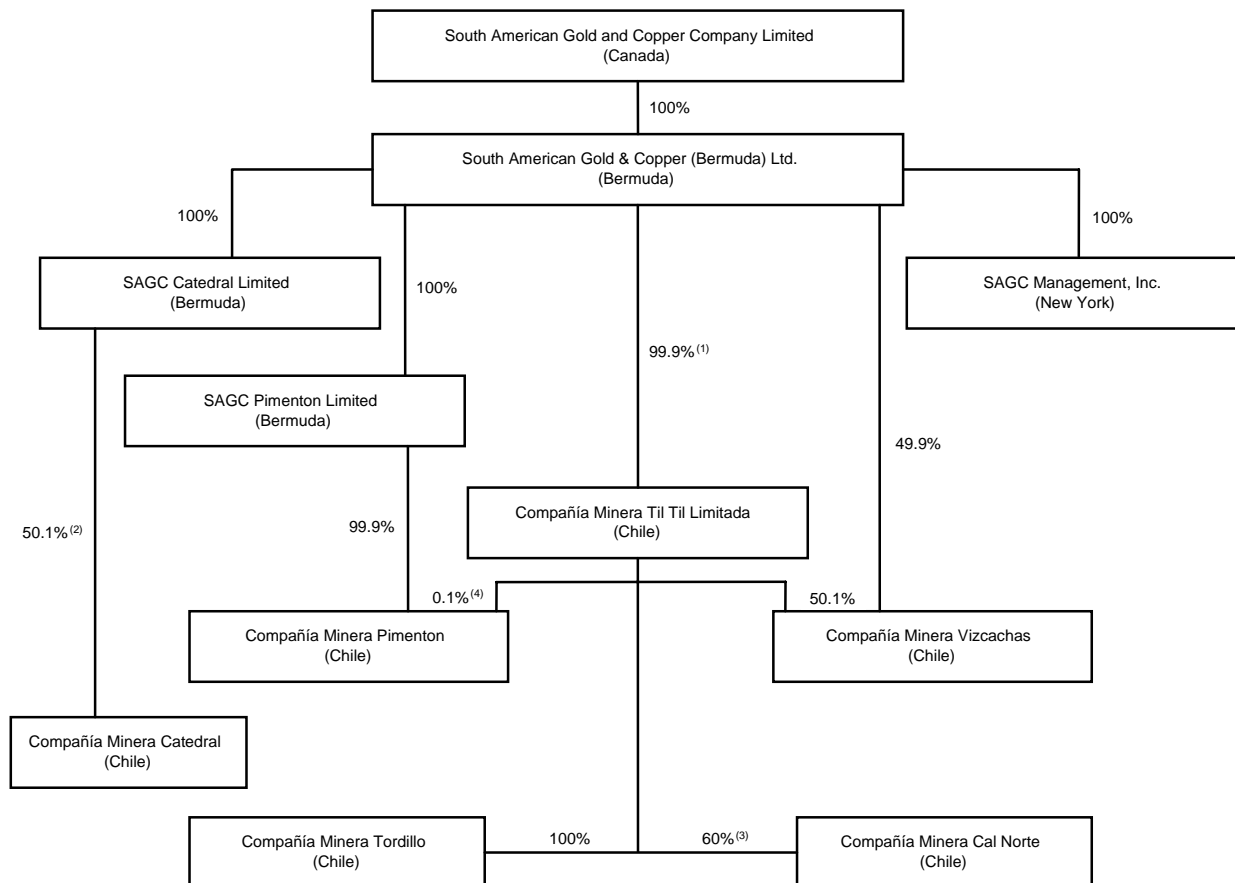 South American Gold and Copper Company Limited
(Canada)
100%
South American Gold & Copper (Bermuda) Ltd.
(Bermuda)
100%
100%
SAGC Catedral Limited
(Bermuda)
100%
SAGC Management, Inc.
(New York)
99.9% (1)
SAGC Pimenton Limited
(Bermuda)
49.9%
Compañía Minera Til Til Limitada
(Chile)
50.1% (2)
99.9%
0.1% (4)
50.1%
Compañía Minera Pimenton
(Chile)
Compañía Minera Vizcachas
(Chile)
Compañía Minera Catedral
(Chile)
Compañía Minera Tordillo
(Chile)
100%
60% (3)
Compañía Minera Cal Norte
(Chile)